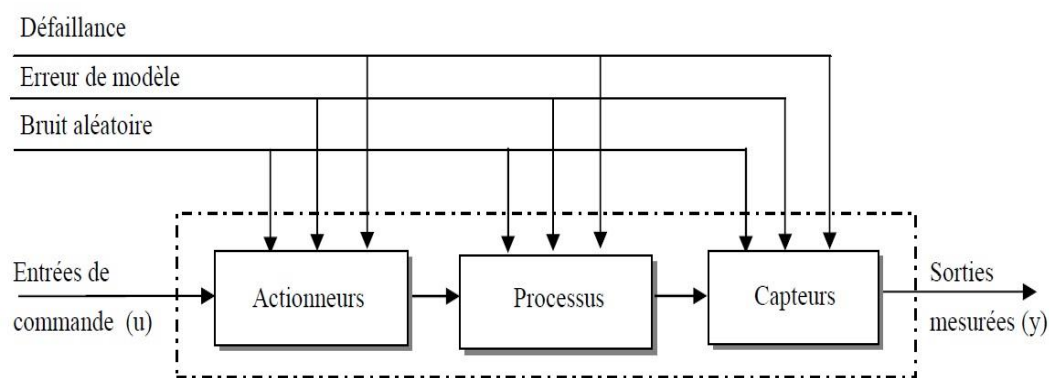 Défaillance
Erreur de modèle
Bruit aléatoire
Entrées de
commande (u)
Actionneurs
Processus
Capteurs
Sorties
mesurées (y)